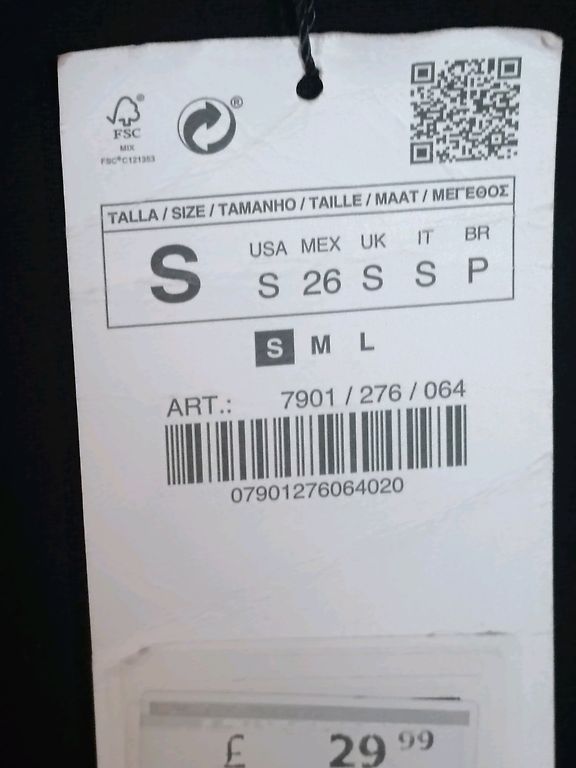 FSC®
MIX
FSC® C121353
®
TALLA / SIZE / TAMANHO / TAILLE / MAAT / ΜΕΓΕΘΟΣ
S
USA MEX UK IT BR
S 26 S S P
S M L
ART.: 7901 / 276 / 064
07901276064020
£ 29 99